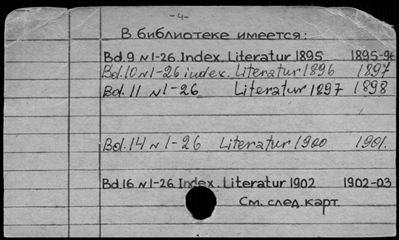 -4-
В библиотеке имеется:
Bd.9 N1-26 Index. Literatur 1895 1895-96
Bd.10 N1-26 index. Literatur 1896 1897
Bd.11 N1-26 Literatur 1897 1898
Bd.14 N1-26 Literatur 1900 1901.
Bd.16 N1-26 Index. Literatur 1902 1902-03
См. след. карт.